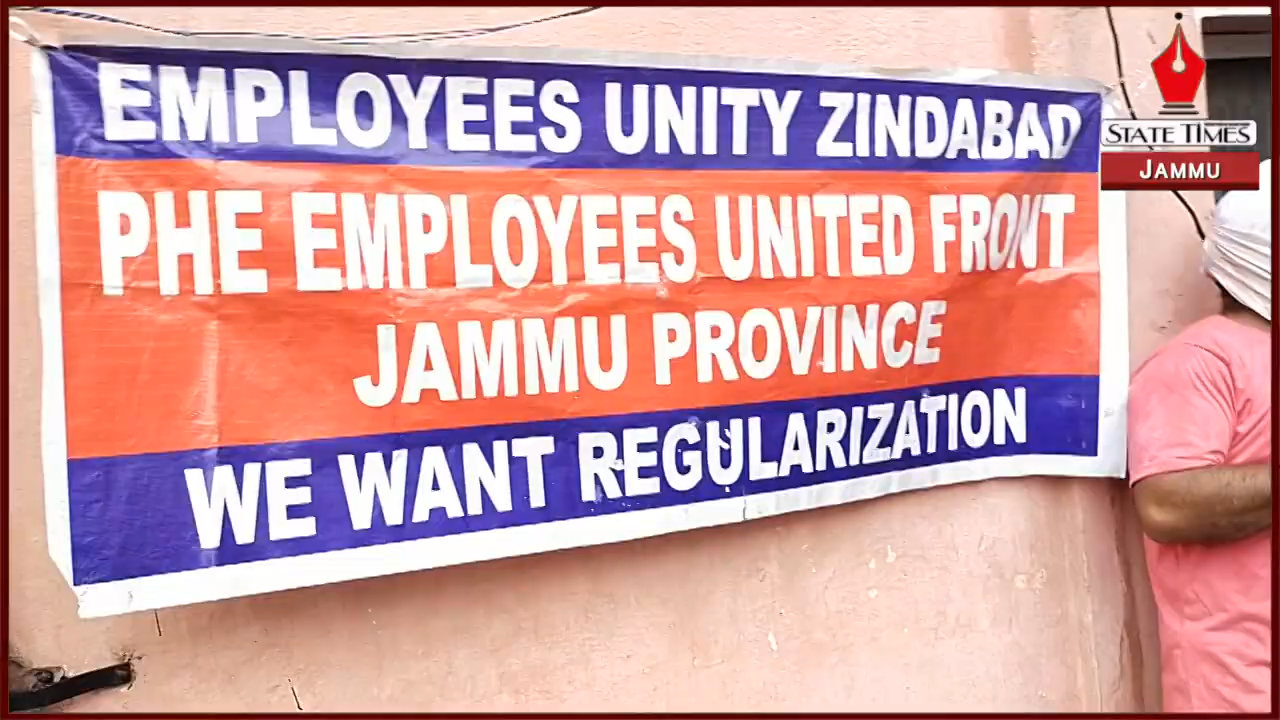 EMPLOYEES UNITY ZINDABAD
PHE EMPLOYEES UNITED FRONT
JAMMU PROVINCE
WE WANT REGULARIZATION
STATE TIMES
JAMMU